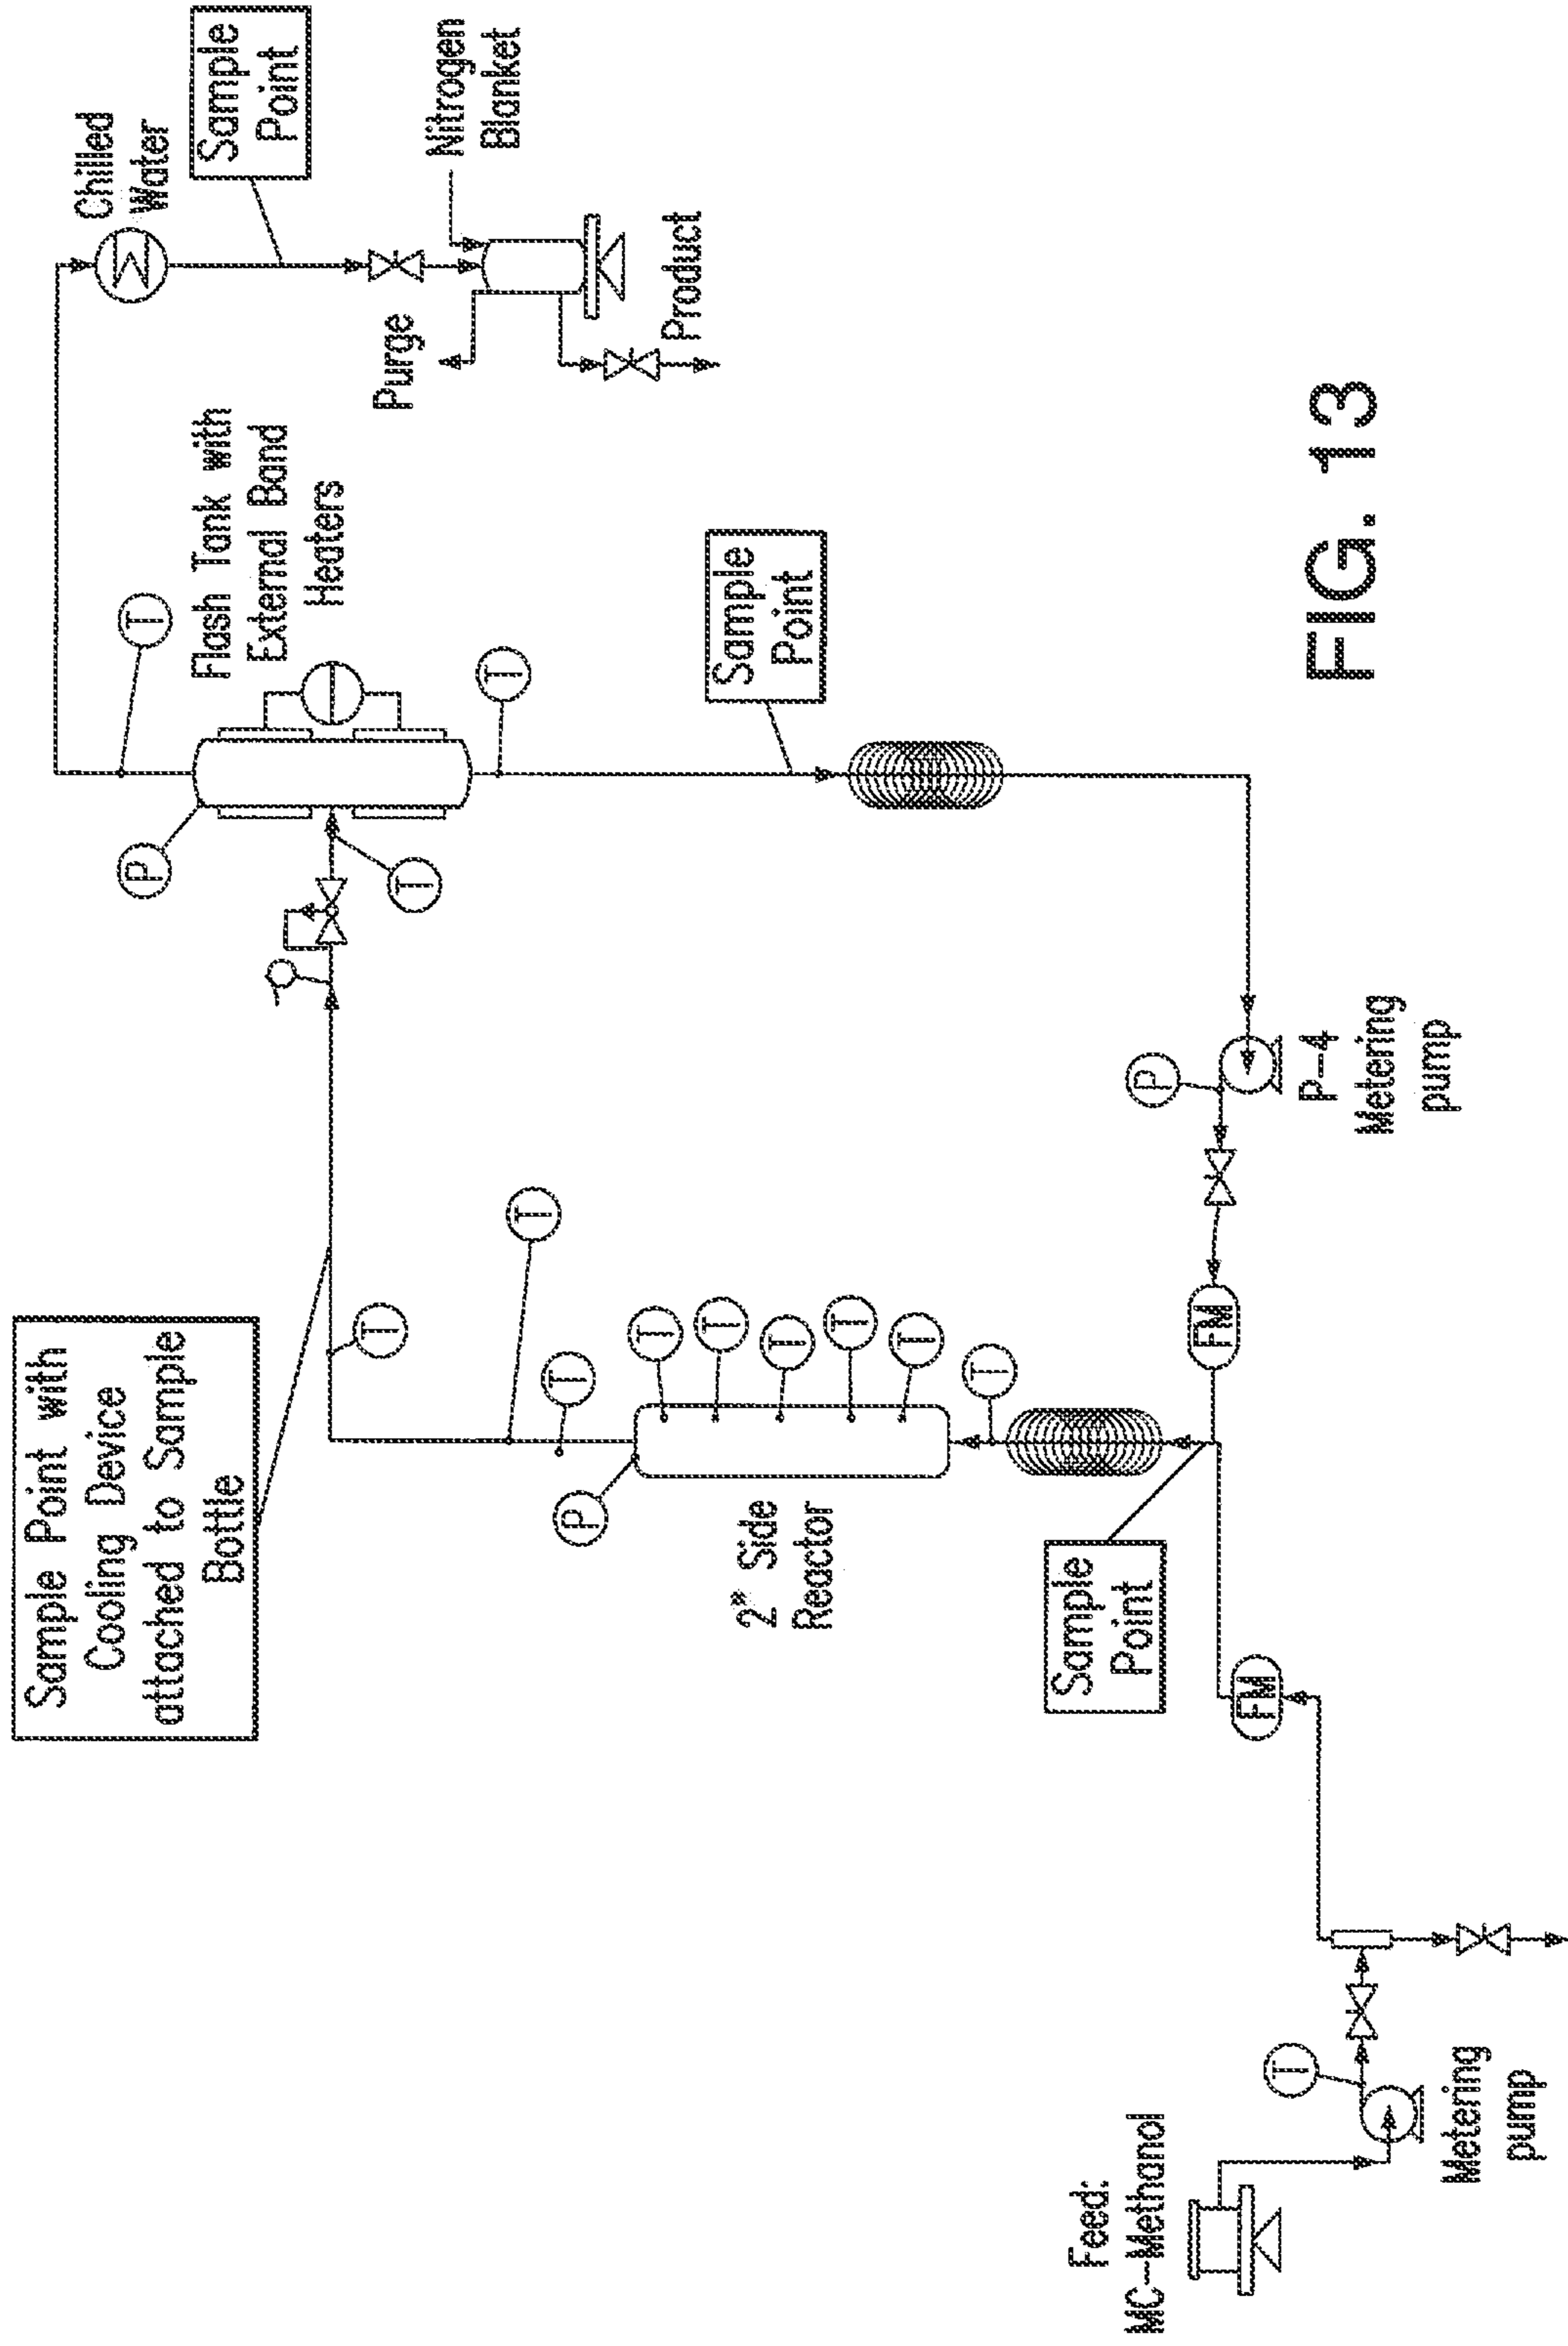 Sample Point with
Cooling Device
attached to Sample
Bottle
Chilled
Water
Sample
Point
Nitrogen
Blanket
Purge
Product
Flash Tank with
External Band
Heaters
T
P
T
T
Sample
Point
T
T
T
P
T
T
T
T
T
T
2" Side
Reactor
Sample
Point
FM
FM
P
P-4
Metering
pump
Feed:
MC-Methanol
T
Metering
pump
FIG. 13